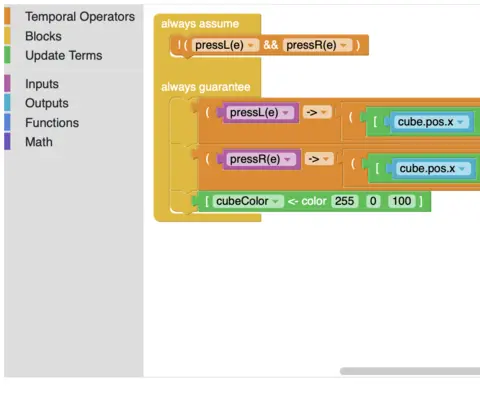 Temporal Operators
Blocks
Update Terms
Inputs
Outputs
Functions
Math
always assume
! ( pressL(e) && pressR(e) )
always guarantee
( pressL(e) -> ( [ cube.pos.x
( pressR(e) -> ( [ cube.pos.x
[ cubeColor <- color 255 0 100 ]